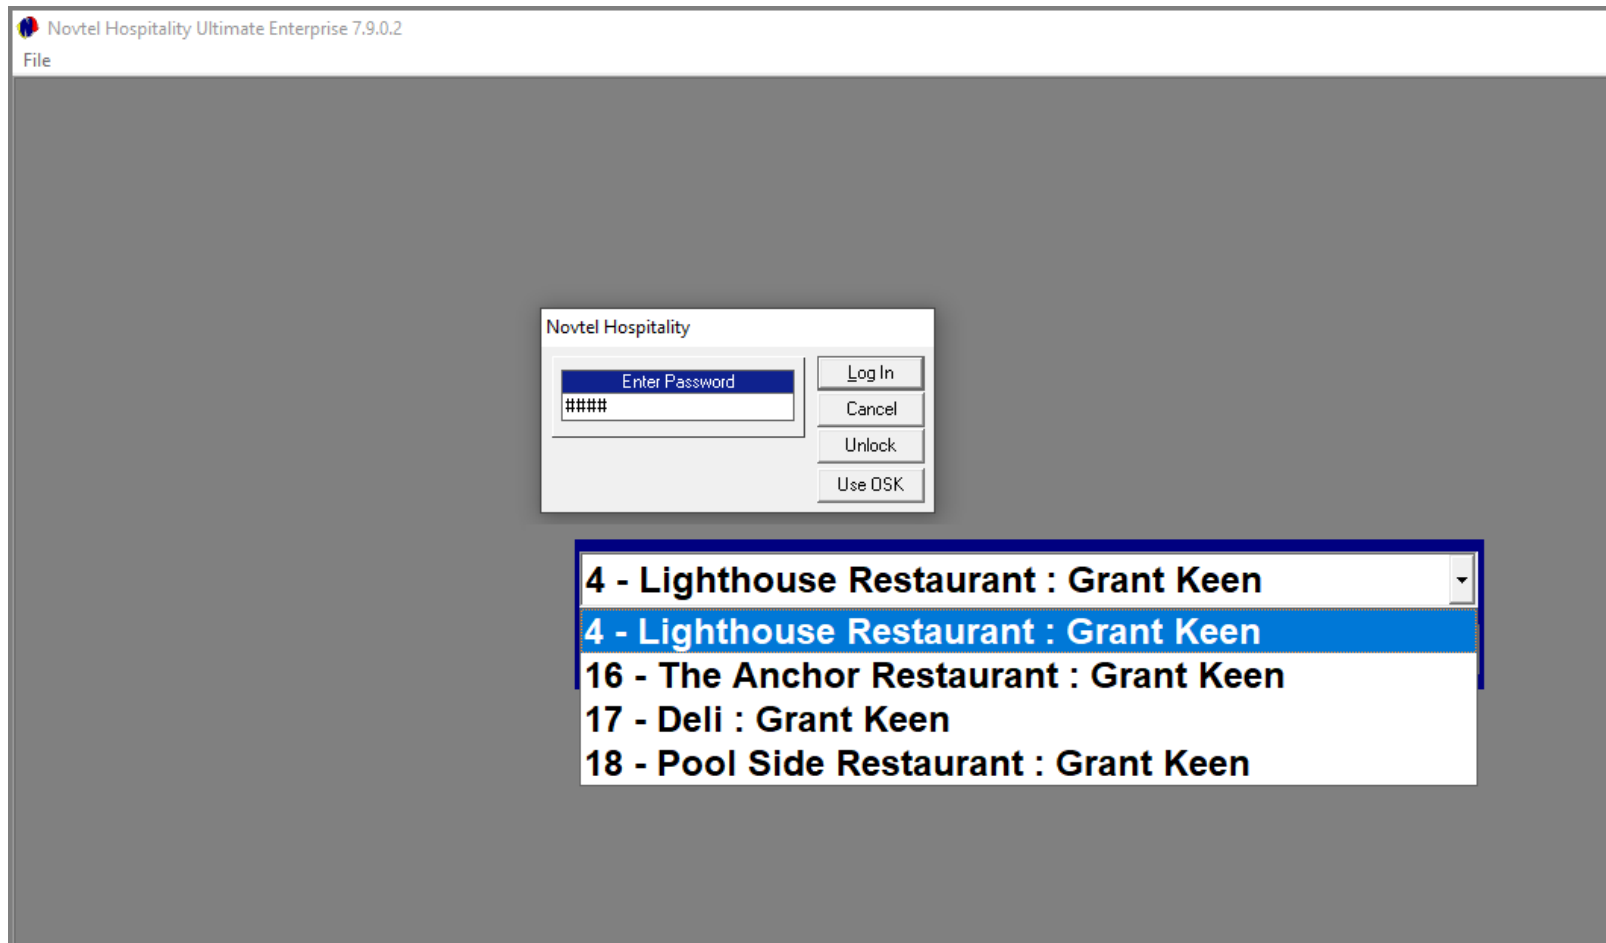 Novtel Hospitality Ultimate Enterprise 7.9.0.2
File
Novtel Hospitality
Enter Password
####
Log In
Cancel
Unlock
Use OSK
4 - Lighthouse Restaurant : Grant Keen
4 - Lighthouse Restaurant : Grant Keen
16 - The Anchor Restaurant : Grant Keen
17 - Deli : Grant Keen
18 - Pool Side Restaurant : Grant Keen